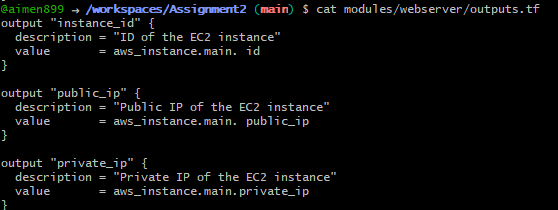 @aimen899 → /workspaces/Assignment2 (main) $ cat modules/webserver/outputs.tf
output "instance_id" {
  description = "ID of the EC2 instance"
  value       = aws_instance.main. id
}

output "public_ip" {
  description = "Public IP of the EC2 instance"
  value       = aws_instance.main. public_ip
}

output "private_ip" {
  description = "Private IP of the EC2 instance"
  value       = aws_instance.main.private_ip
}